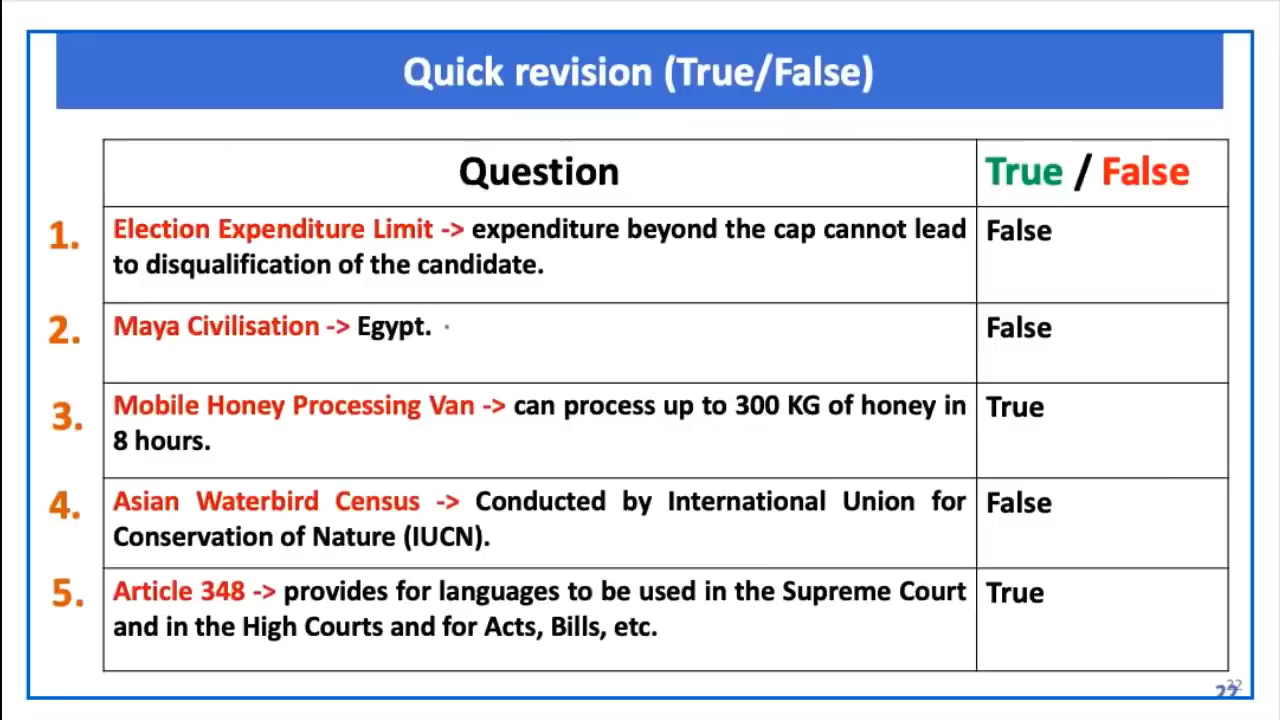 Quick revision (True/False)
Question True / False
1. Election Expenditure Limit -> expenditure beyond the cap cannot lead False
to disqualification of the candidate.
2. Maya Civilisation -> Egypt. False
3. Mobile Honey Processing Van -> can process up to 300 KG of honey in True
8 hours.
4. Asian Waterbird Census -> Conducted by International Union for False
Conservation of Nature (IUCN).
5. Article 348 -> provides for languages to be used in the Supreme Court True
and in the High Courts and for Acts, Bills, etc.
22
22